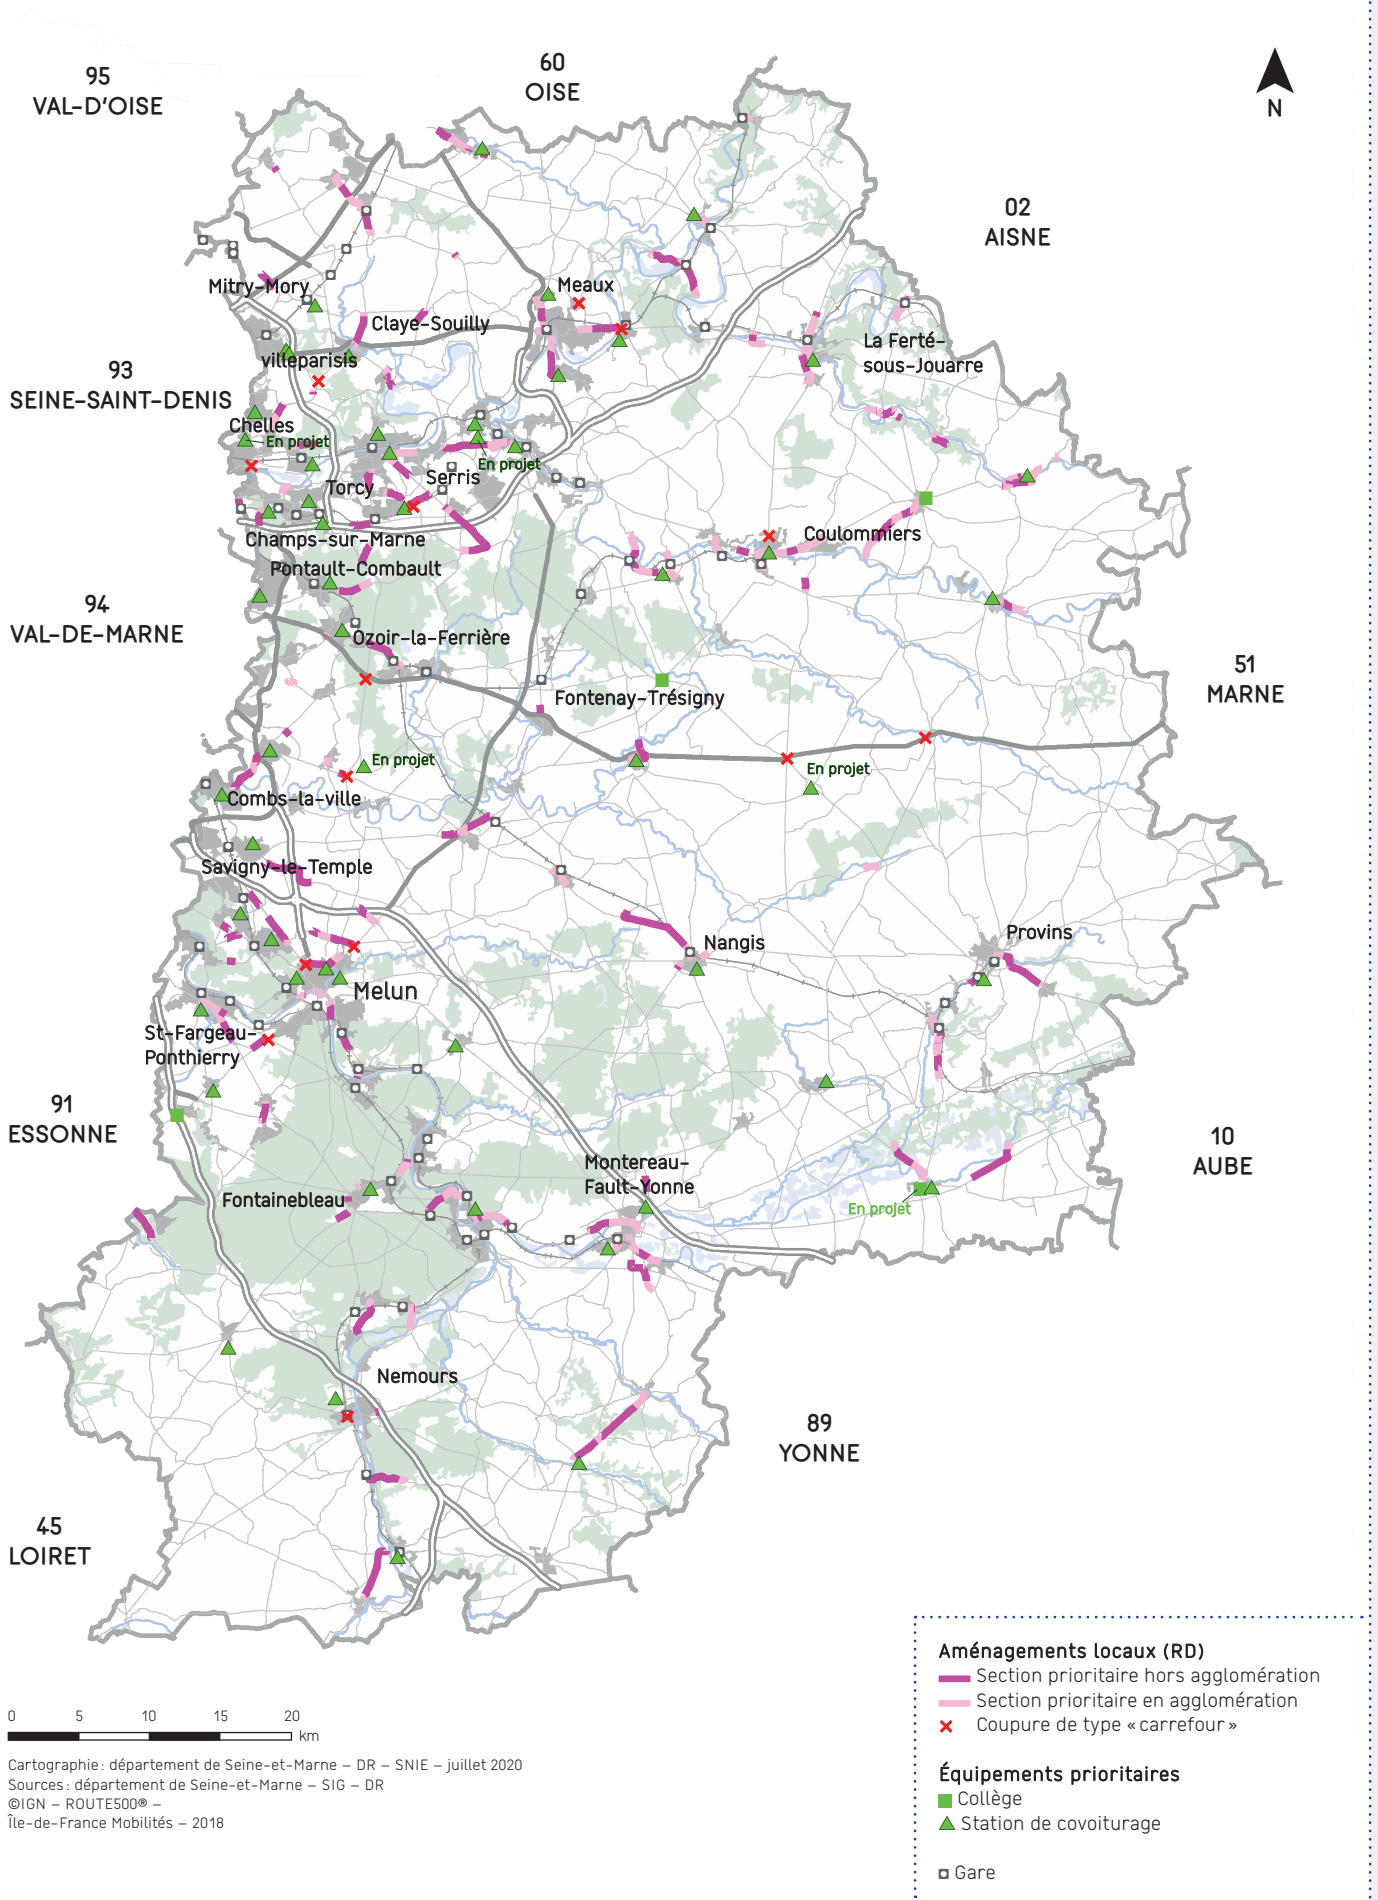 60
OISE
95
VAL-D'OISE
N
02
AISNE
Mitry-Mory
Meaux
Claye-Souilly
La Ferté-
sous-Jouarre
villeparisis
93
SEINE-SAINT-DENIS
Chelles
En projet
En projet
Serris
Torcy
Champs-sur-Marne
Coulommiers
Pontault-Combault
94
VAL-DE-MARNE
Ozoir-la-Ferrière
51
MARNE
Fontenay-Trésigny
En projet
En projet
Combs-la-ville
Savigny-le-Temple
Nangis
Provins
Melun
St-Fargeau-
Ponthierry
91
ESSONNE
10
AUBE
Montereau-
Fault-Yonne
Fontainebleau
En projet
Nemours
89
YONNE
45
LOIRET
Aménagements locaux (RD)
Section prioritaire hors agglomération
Section prioritaire en agglomération
Coupure de type « carrefour »
Équipements prioritaires
Collège
Station de covoiturage
Gare
0 5 10 15 20
km
Cartographie : département de Seine-et-Marne – DR – SNIE – juillet 2020
Sources : département de Seine-et-Marne – SIG – DR
©IGN – ROUTE500® –
Île-de-France Mobilités – 2018